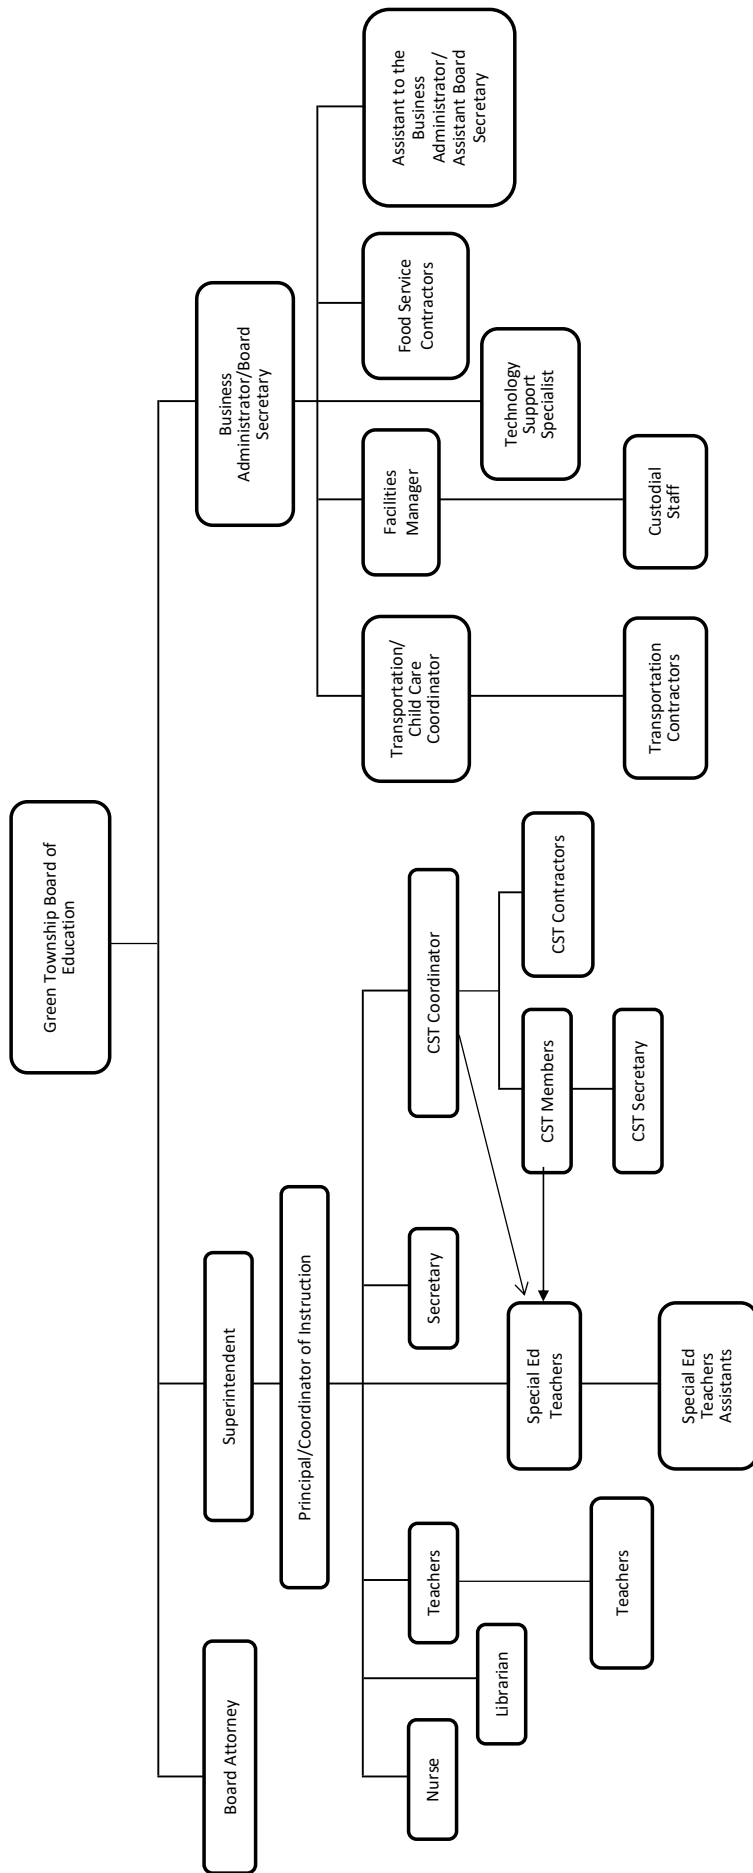 Green Township Board of
Education
Board Attorney
Superintendent
Business
Administrator/Board
Secretary
Principal/Coordinator of Instruction
Nurse
Librarian
Teachers
Teachers
Special Ed
Teachers
Special Ed
Teachers
Assistants
Secretary
CST Coordinator
CST Members
CST Contractors
CST Secretary
Transportation/
Child Care
Coordinator
Transportation
Contractors
Facilities
Manager
Custodial
Staff
Technology
Support
Specialist
Food Service
Contractors
Assistant to the
Business
Administrator/
Assistant Board
Secretary